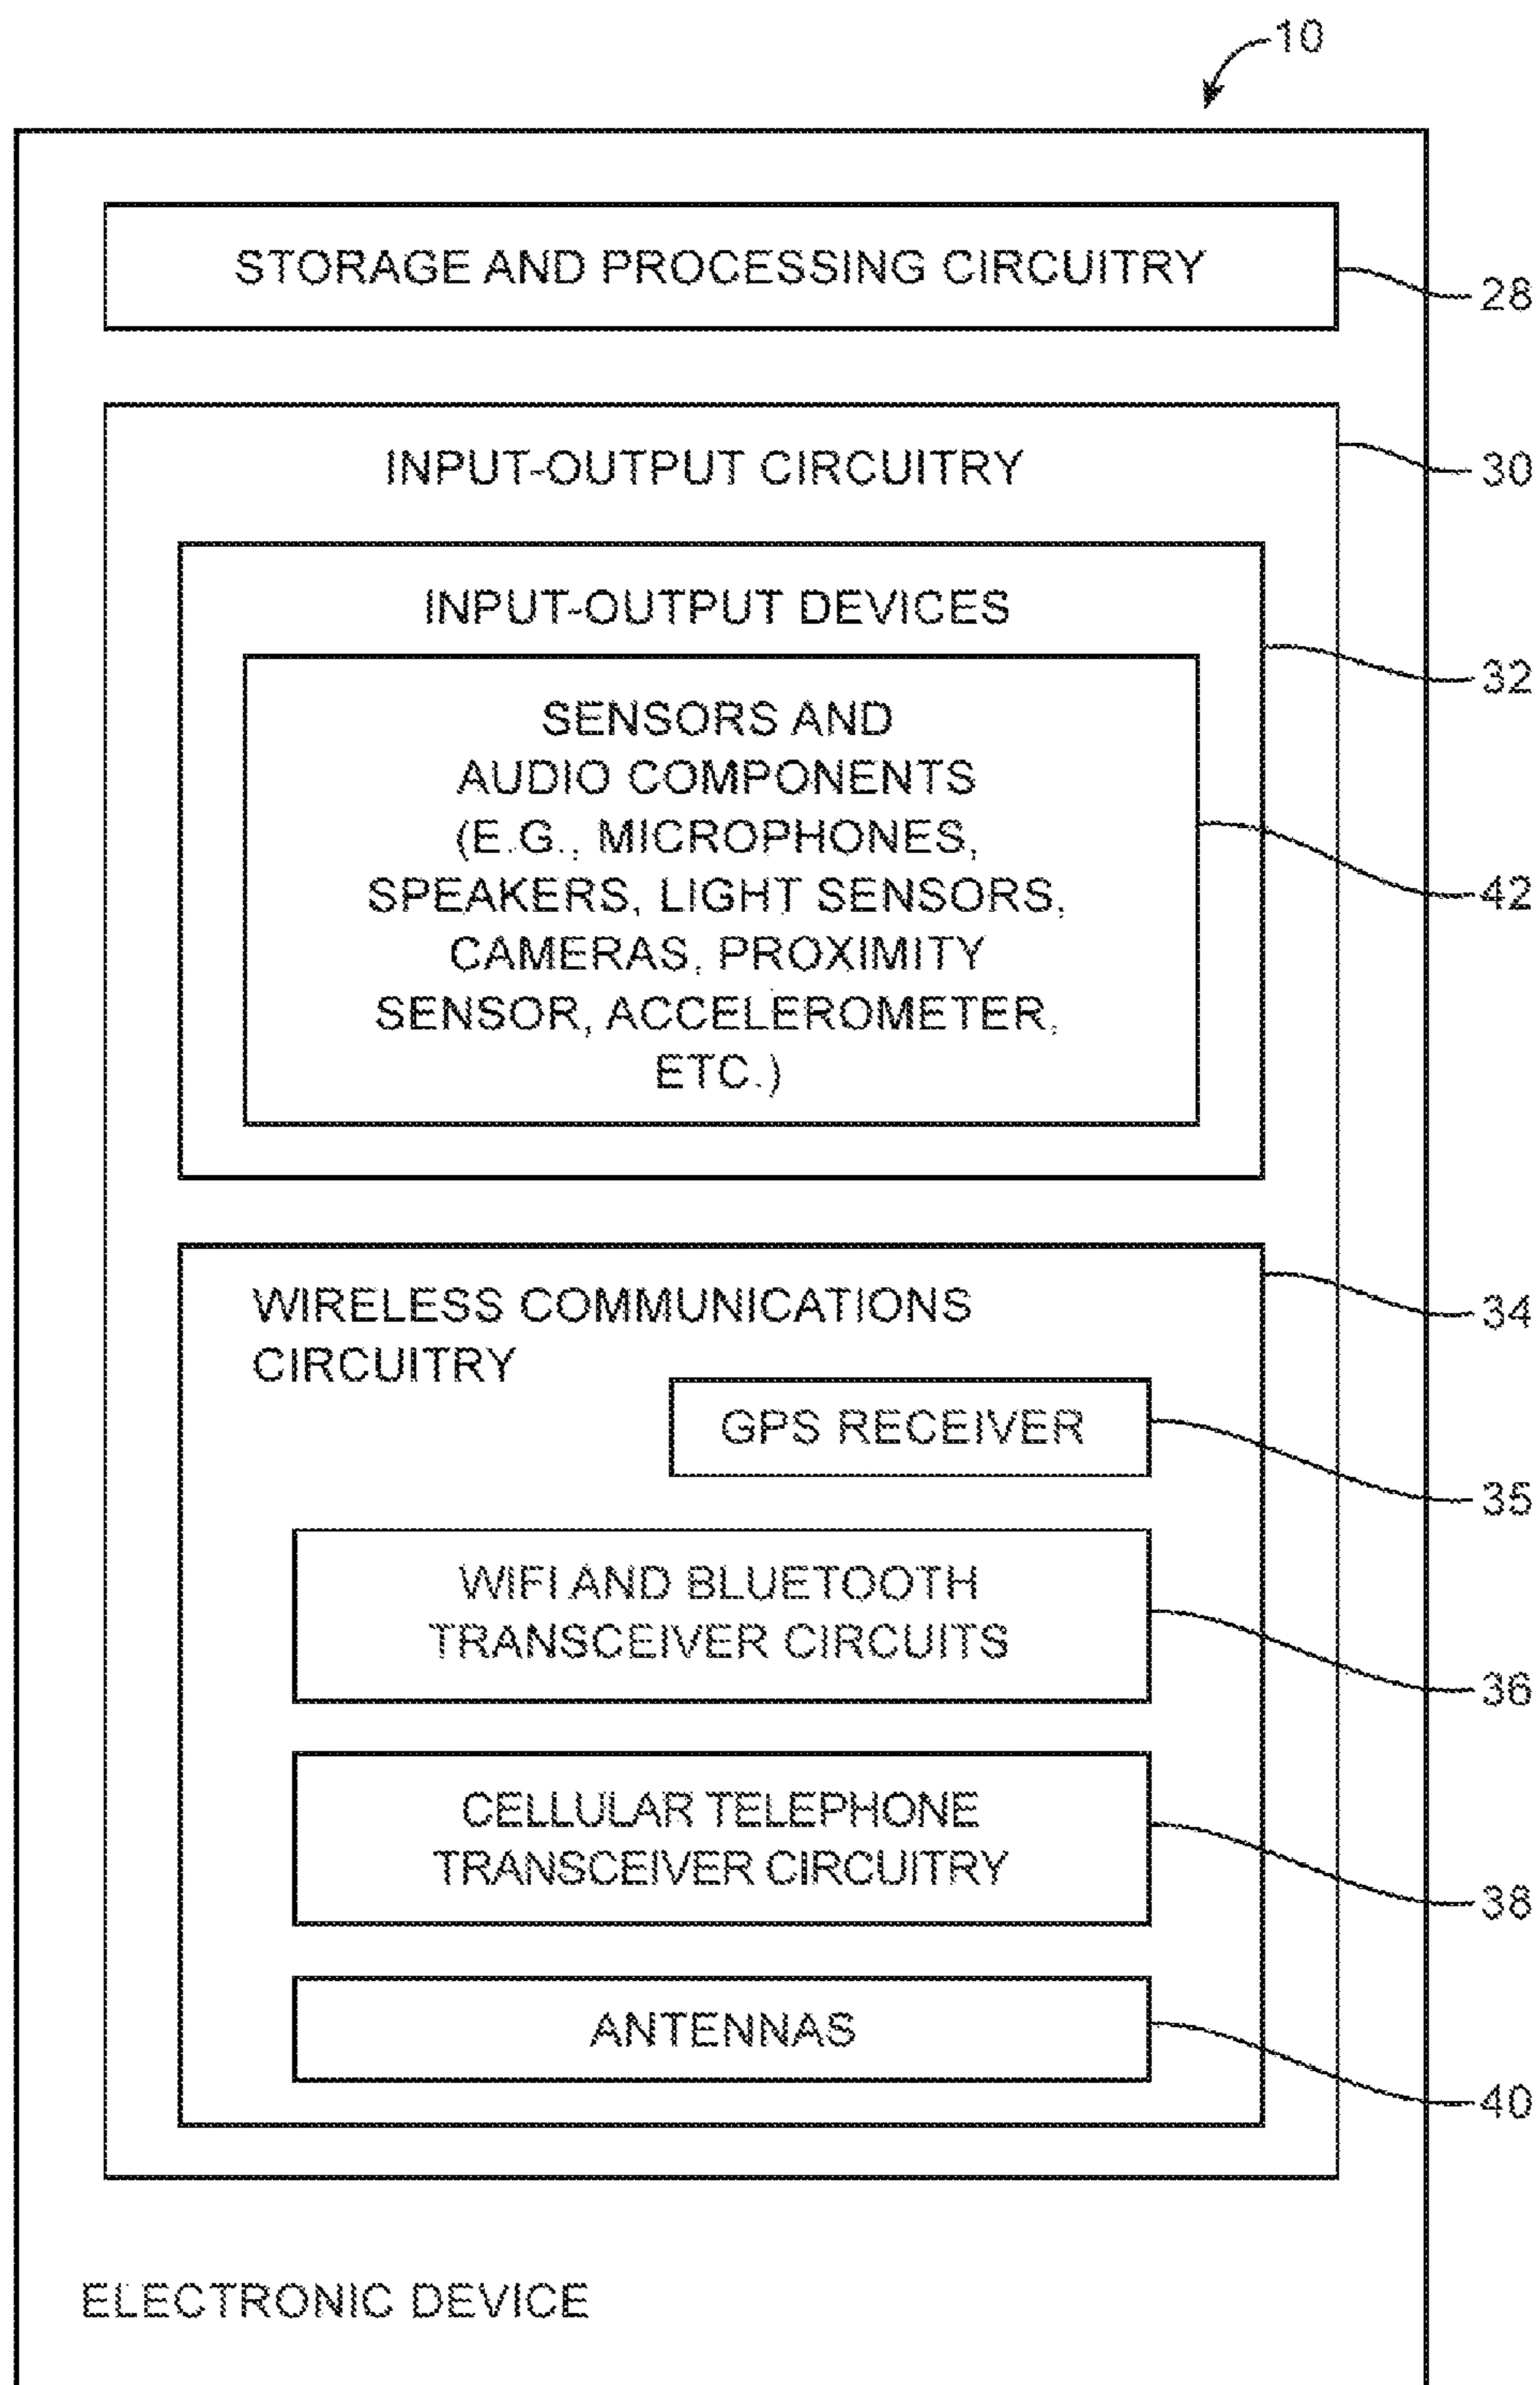 10
STORAGE AND PROCESSING CIRCUITRY
28
INPUT-OUTPUT CIRCUITRY
30
INPUT-OUTPUT DEVICES
32
SENSORS AND
AUDIO COMPONENTS
(E.G., MICROPHONES,
SPEAKERS, LIGHT SENSORS,
CAMERAS, PROXIMITY
SENSOR, ACCELEROMETER,
ETC.)
42
WIRELESS COMMUNICATIONS
CIRCUITRY
34
GPS RECEIVER
35
WIFI AND BLUETOOTH
TRANSCEIVER CIRCUITS
36
CELLULAR TELEPHONE
TRANSCEIVER CIRCUITRY
38
ANTENNAS
40
ELECTRONIC DEVICE